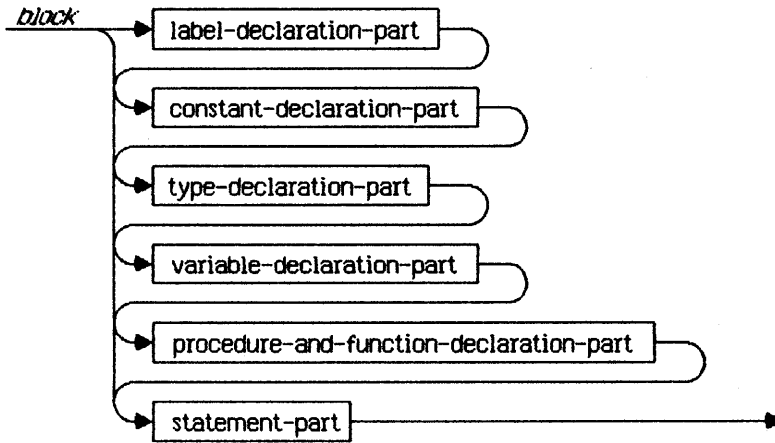 block
label-declaration-part
constant-declaration-part
type-declaration-part
variable-declaration-part
procedure-and-function-declaration-part
statement-part